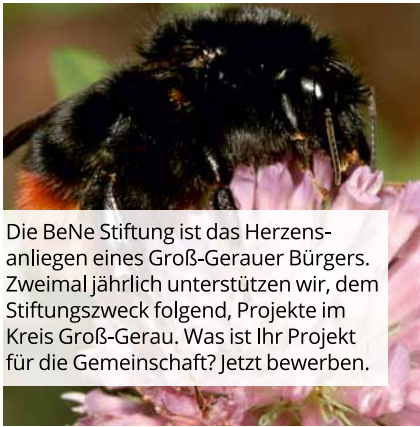 Die BeNe Stiftung ist das Herzens-
anliegen eines Groß-Gerauer Bürgers.
Zweimal jährlich unterstützen wir, dem
Stiftungszweck folgend, Projekte im
Kreis Groß-Gerau. Was ist Ihr Projekt
für die Gemeinschaft? Jetzt bewerben.